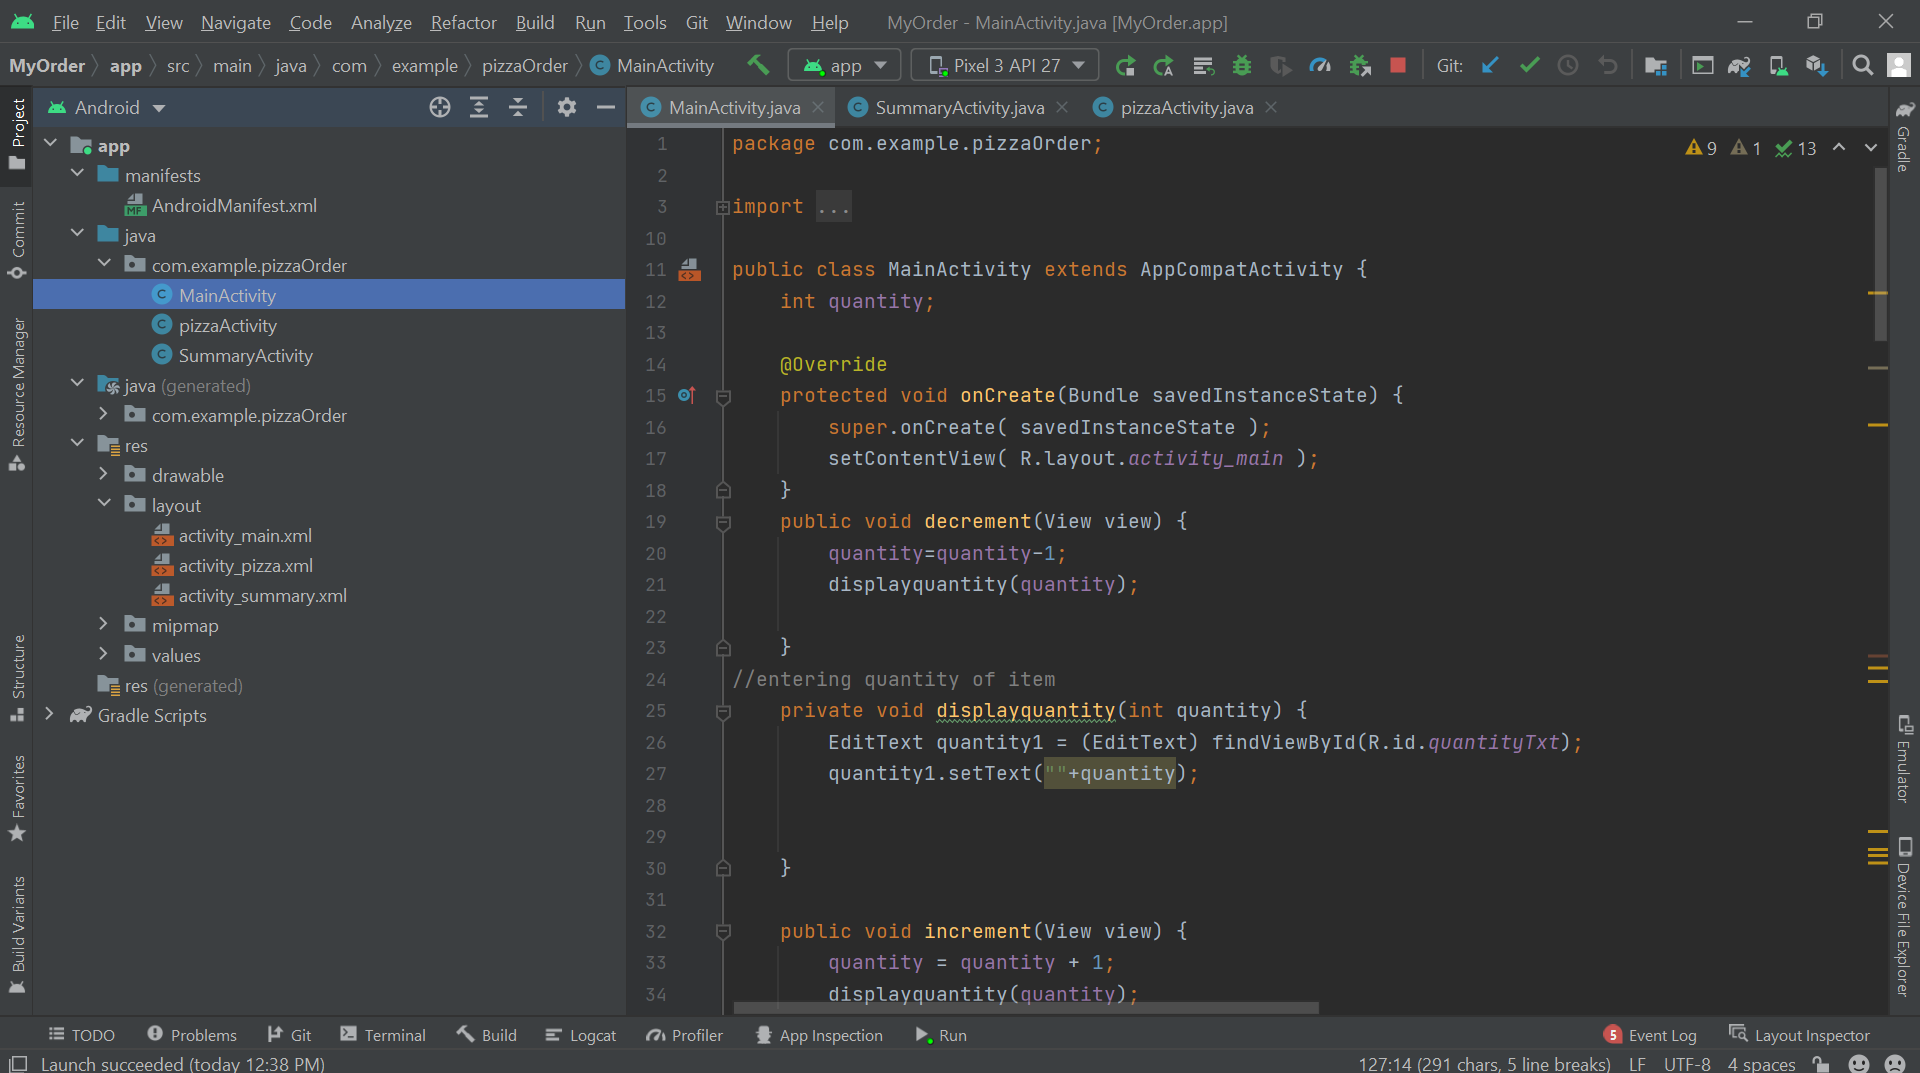 File Edit View Navigate Code Analyze Refactor Build Run Tools Git Window Help MyOrder - MainActivity.java [MyOrder.app]
MyOrder app src main java com example pizzaOrder MainActivity app Pixel 3 API 27 Git:
Project
Commit
Resource Manager
Structure
Favorites
Build Variants
Android
app
manifests
AndroidManifest.xml
java
com.example.pizzaOrder
MainActivity
pizzaActivity
SummaryActivity
java (generated)
com.example.pizzaOrder
res
drawable
layout
activity_main.xml
activity_pizza.xml
activity_summary.xml
mipmap
values
res (generated)
Gradle Scripts
MainActivity.java SummaryActivity.java pizzaActivity.java
9 1 13
1 package com.example.pizzaOrder;
2
3 import ...
10
11 public class MainActivity extends AppCompatActivity {
12 int quantity;
13
14 @Override
15 protected void onCreate(Bundle savedInstanceState) {
16 super.onCreate( savedInstanceState );
17 setContentView( R.layout.activity_main );
18 }
19 public void decrement(View view) {
20 quantity=quantity-1;
21 displayquantity(quantity);
22
23 }
24 //entering quantity of item
25 private void displayquantity(int quantity) {
26 EditText quantity1 = (EditText) findViewById(R.id.quantityTxt);
27 quantity1.setText(""+quantity);
28
29
30 }
31
32 public void increment(View view) {
33 quantity = quantity + 1;
34 displayquantity(quantity);
Gradle
Emulator
Device File Explorer
TODO Problems Git Terminal Build Logcat Profiler App Inspection Run 5 Event Log Layout Inspector
Launch succeeded (today 12:38 PM) 127:14 (291 chars, 5 line breaks) LF UTF-8 4 spaces